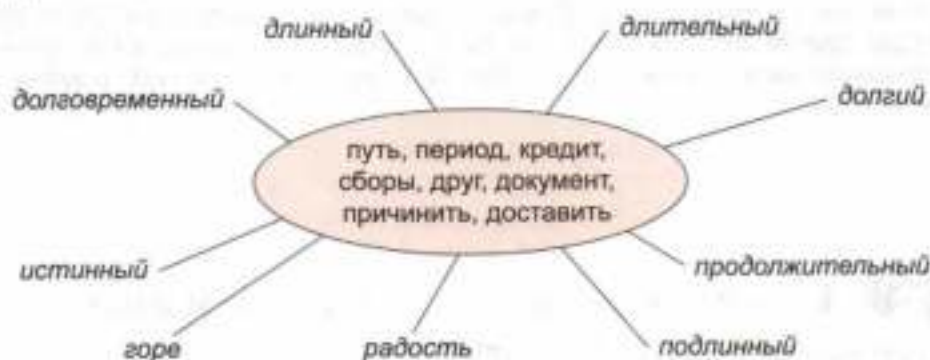 длинный
длительный
долговременный
долгий
путь, период, кредит,
сборы, друг, документ,
причинить, доставить
истинный
продолжительный
горе
радость
подлинный